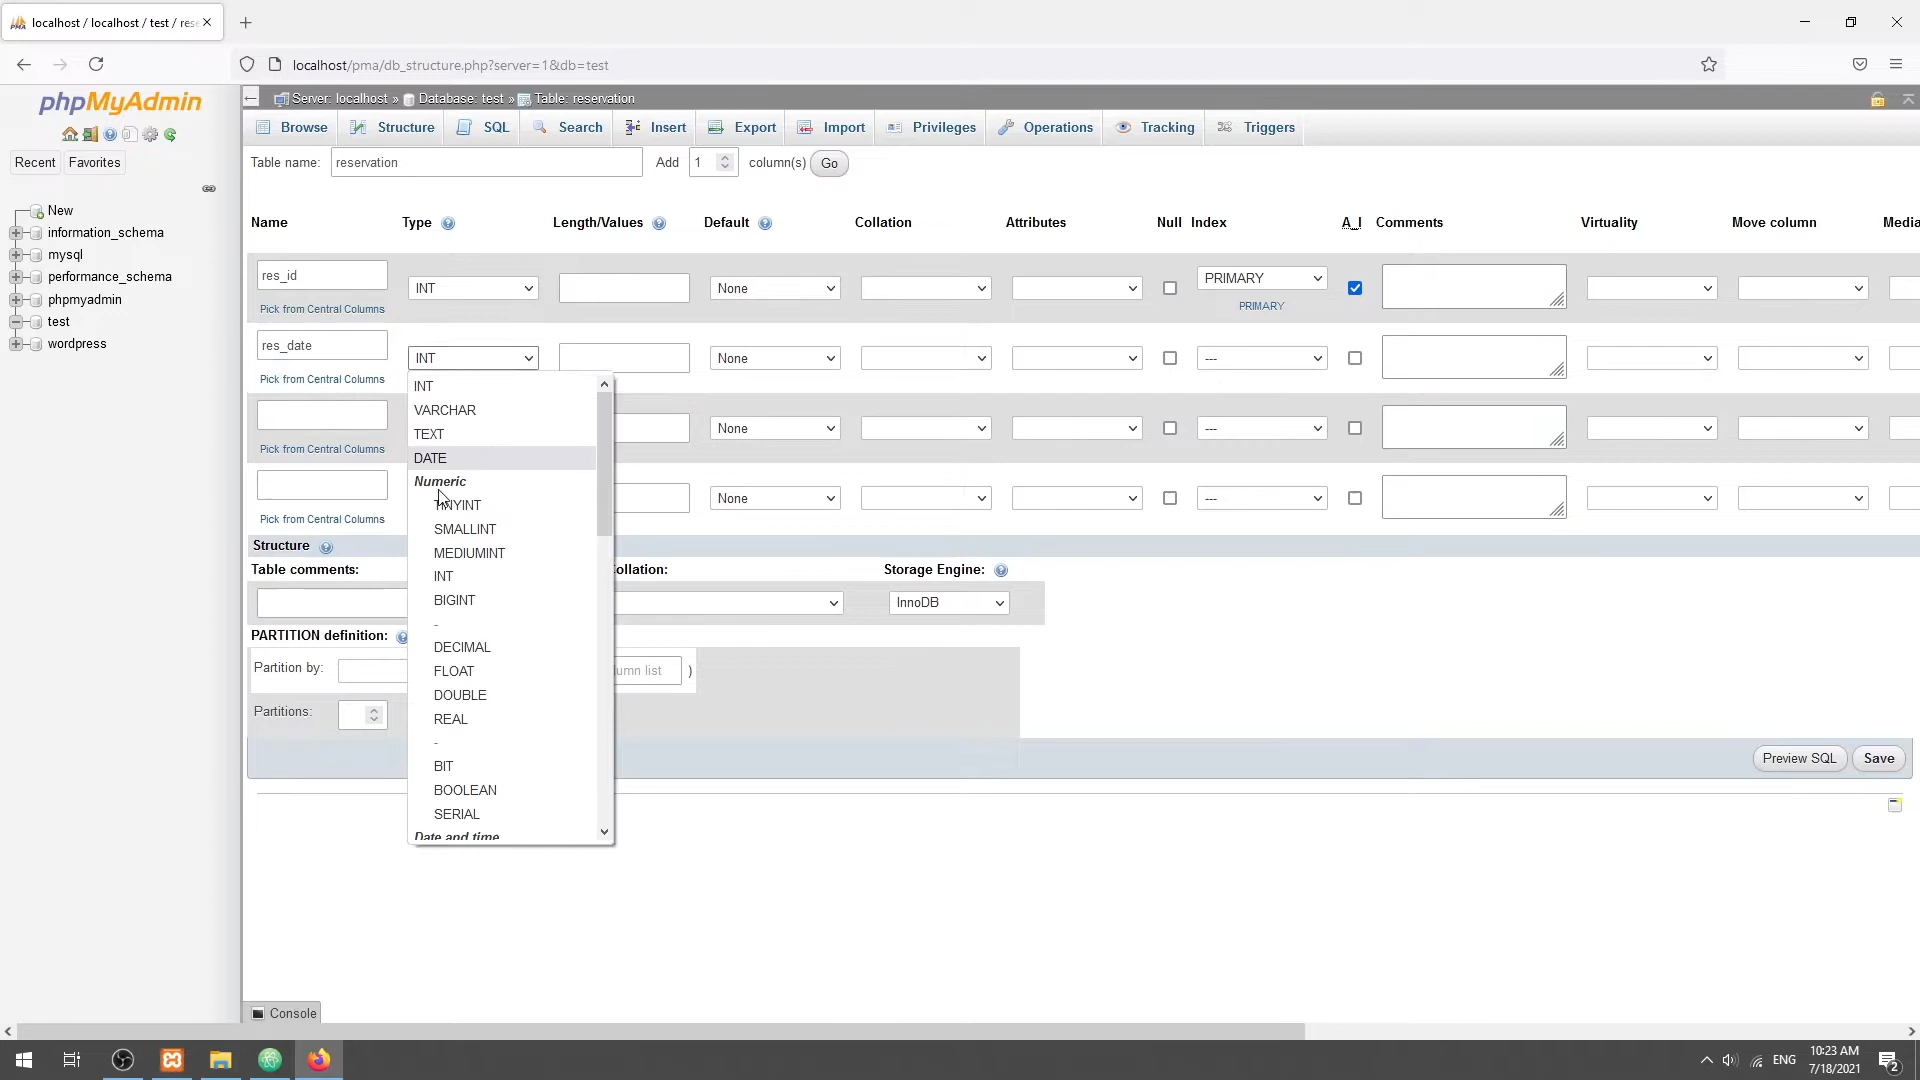 localhost / localhost / test / res
localhost/pma/db_structure.php?server=1&db=test
phpMyAdmin
Recent
Favorites
New
information_schema
mysql
performance_schema
phpmyadmin
test
wordpress
Server: localhost » Database: test » Table: reservation
Browse Structure SQL Search Insert Export Import Privileges Operations Tracking Triggers
Table name: reservation Add 1 column(s) Go
Name Type Length/Values Default Collation Attributes Null Index A_I Comments Virtuality Move column Media
res_id INT None PRIMARY
Pick from Central Columns PRIMARY
res_date INT None ---
Pick from Central Columns
None ---
Pick from Central Columns
None ---
Pick from Central Columns
INT
VARCHAR
TEXT
DATE
Numeric
TINYINT
SMALLINT
MEDIUMINT
INT
BIGINT
-
DECIMAL
FLOAT
DOUBLE
REAL
-
BIT
BOOLEAN
SERIAL
Date and time
Structure
Table comments: ollation: Storage Engine:
InnoDB
PARTITION definition:
Partition by: umn list )
Partitions:
Preview SQL Save
Console
ENG
10:23 AM
7/18/2021
2